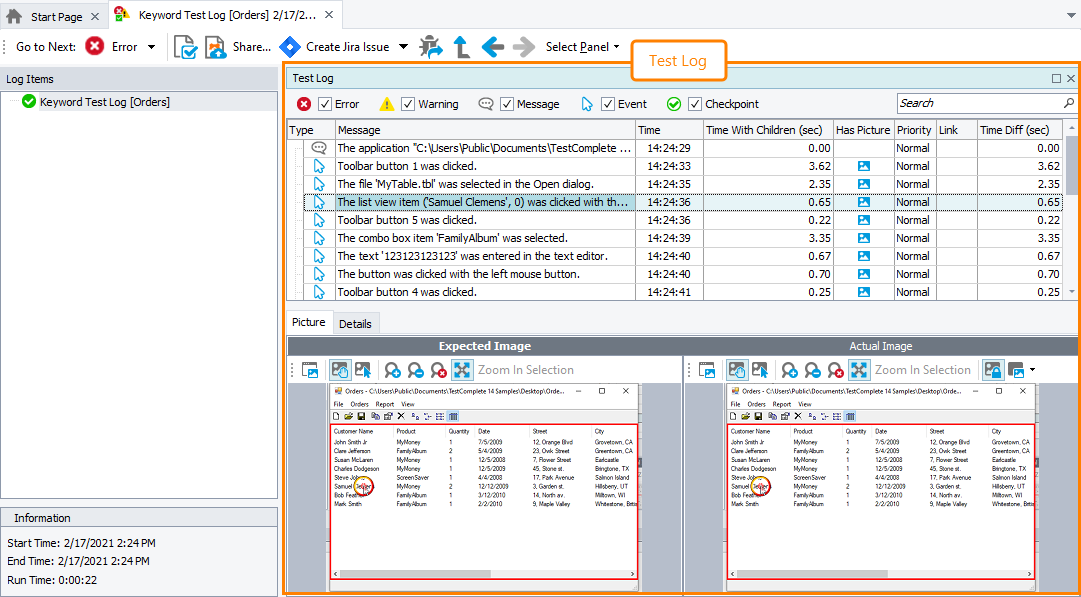 Start Page
Keyword Test Log [Orders] 2/17/2...
Go to Next: Error Share... Create Jira Issue Select Panel
Test Log
Log Items
Keyword Test Log [Orders]
Test Log
Error Warning Message Event Checkpoint Search
Type Message Time Time With Children (sec) Has Picture Priority Link Time Diff (sec)
The application "C:\Users\Public\Documents\TestComplete ... 14:24:29 0.00 Normal 0.00
Toolbar button 1 was clicked. 14:24:33 3.62 Normal 3.62
The file 'MyTable.tbl' was selected in the Open dialog. 14:24:35 2.35 Normal 2.35
The list view item ('Samuel Clemens', 0) was clicked with th... 14:24:36 0.65 Normal 0.65
Toolbar button 5 was clicked. 14:24:36 0.22 Normal 0.22
The combo box item 'FamilyAlbum' was selected. 14:24:39 3.35 Normal 3.35
The text '123123123123' was entered in the text editor. 14:24:40 0.67 Normal 0.67
The button was clicked with the left mouse button. 14:24:40 0.70 Normal 0.70
Toolbar button 4 was clicked. 14:24:41 0.25 Normal 0.25
Picture Details
Expected Image
Zoom In Selection
Orders - C:\Users\Public\Documents\TestComplete 14 Samples\Desktop\Orde...
File Orders Report View
Customer Name Product Quantity Date Street City
John Smith Jr MyMoney 1 7/5/2009 12, Orange Blvd Grovetown, CA
Clare Jefferson FamilyAlbum 2 5/4/2009 23, Owk Street Green Town, CA
Susan McLaren MyMoney 1 12/5/2008 7, Flower Street Earlcastle
Charles Dodgeson MyMoney 1 12/5/2009 45, Stone st. Bringtone, TX
Steve ScreenSaver 1 4/4/2008 17, Park Avenue Salmon Island
Samuel MyMoney 2 12/12/2009 3, Garden st. Hillsberry, UT
Bob FamilyAlbum 1 3/12/2010 14, North av. Milltown, WI
Mark Smith FamilyAlbum 1 2/2/2010 9, Maple Valley Whitestone, Britis
Actual Image
Zoom In Selection
Orders - C:\Users\Public\Documents\TestComplete 14 Samples\Desktop\Orde...
File Orders Report View
Customer Name Product Quantity Date Street City
John Smith Jr MyMoney 1 7/5/2009 12, Orange Blvd Grovetown, CA
Clare Jefferson FamilyAlbum 2 5/4/2009 23, Owk Street Green Town, CA
Susan McLaren MyMoney 1 12/5/2008 7, Flower Street Earlcastle
Charles Dodgeson MyMoney 1 12/5/2009 45, Stone st. Bringtone, TX
Steve ScreenSaver 1 4/4/2008 17, Park Avenue Salmon Island
Samuel MyMoney 2 12/12/2009 3, Garden st. Hillsberry, UT
Bob FamilyAlbum 1 3/12/2010 14, North av. Milltown, WI
Mark Smith FamilyAlbum 1 2/2/2010 9, Maple Valley Whitestone, Britis
Information
Start Time: 2/17/2021 2:24 PM
End Time: 2/17/2021 2:24 PM
Run Time: 0:00:22